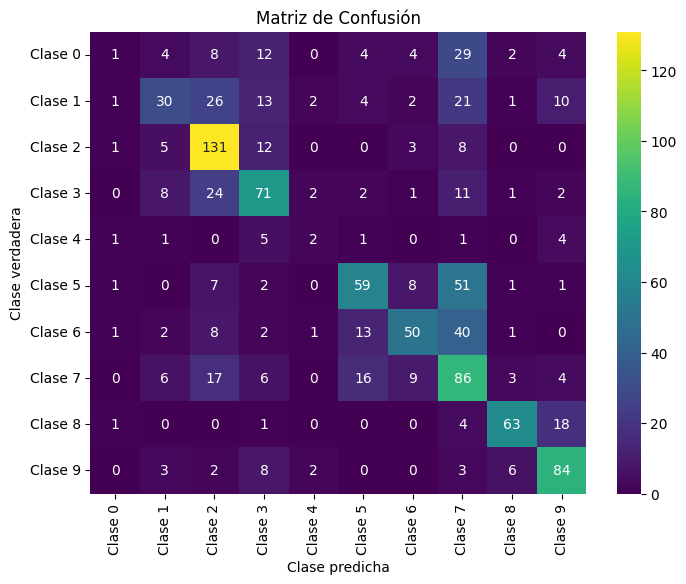 Matriz de Confusión
Clase 0 1 4 8 12 0 4 4 29 2 4
Clase 1 1 30 26 13 2 4 2 21 1 10
Clase 2 1 5 131 12 0 0 3 8 0 0
Clase 3 0 8 24 71 2 2 1 11 1 2
Clase 4 1 1 0 5 2 1 0 1 0 4
Clase 5 1 0 7 2 0 59 8 51 1 1
Clase 6 1 2 8 2 1 13 50 40 1 0
Clase 7 0 6 17 6 0 16 9 86 3 4
Clase 8 1 0 0 1 0 0 0 4 63 18
Clase 9 0 3 2 8 2 0 0 3 6 84
Clase 0 Clase 1 Clase 2 Clase 3 Clase 4 Clase 5 Clase 6 Clase 7 Clase 8 Clase 9
Clase predicha
Clase verdadera
120
100
80
60
40
20
0